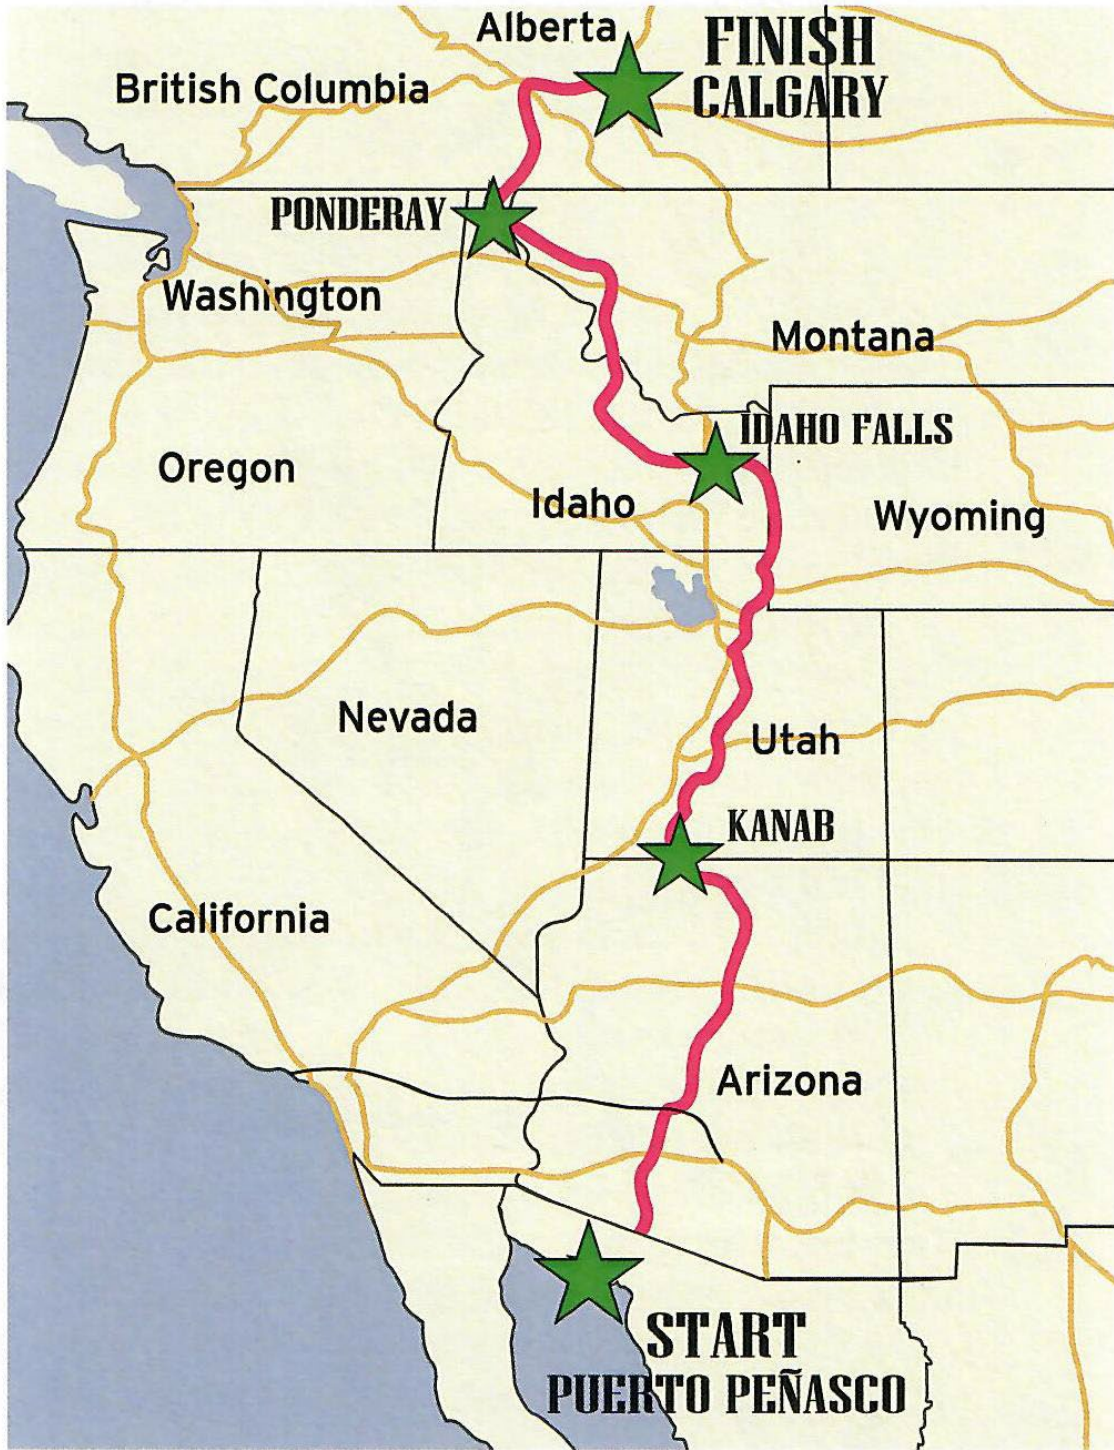 Alberta
FINISH
CALGARY
British Columbia
PONDERAY
Washington
Montana
IDAHO FALLS
Oregon
Idaho
Wyoming
Nevada
Utah
KANAB
California
Arizona
START
PUERTO PEÑASCO